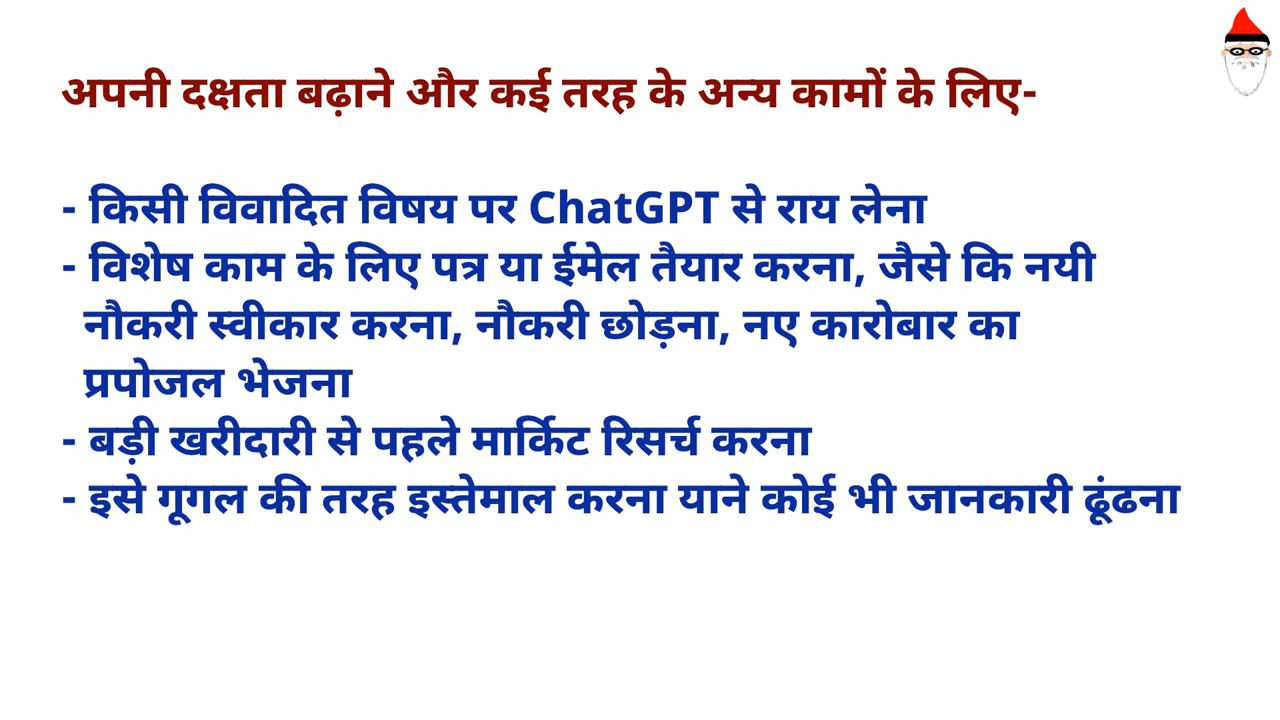 अपनी दक्षता बढ़ाने और कई तरह के अन्य कामों के लिए-
- किसी विवादित विषय पर ChatGPT से राय लेना
- विशेष काम के लिए पत्र या ईमेल तैयार करना, जैसे कि नयी
नौकरी स्वीकार करना, नौकरी छोड़ना, नए कारोबार का
प्रपोजल भेजना
- बड़ी खरीदारी से पहले मार्किट रिसर्च करना
- इसे गूगल की तरह इस्तेमाल करना याने कोई भी जानकारी ढूंढना